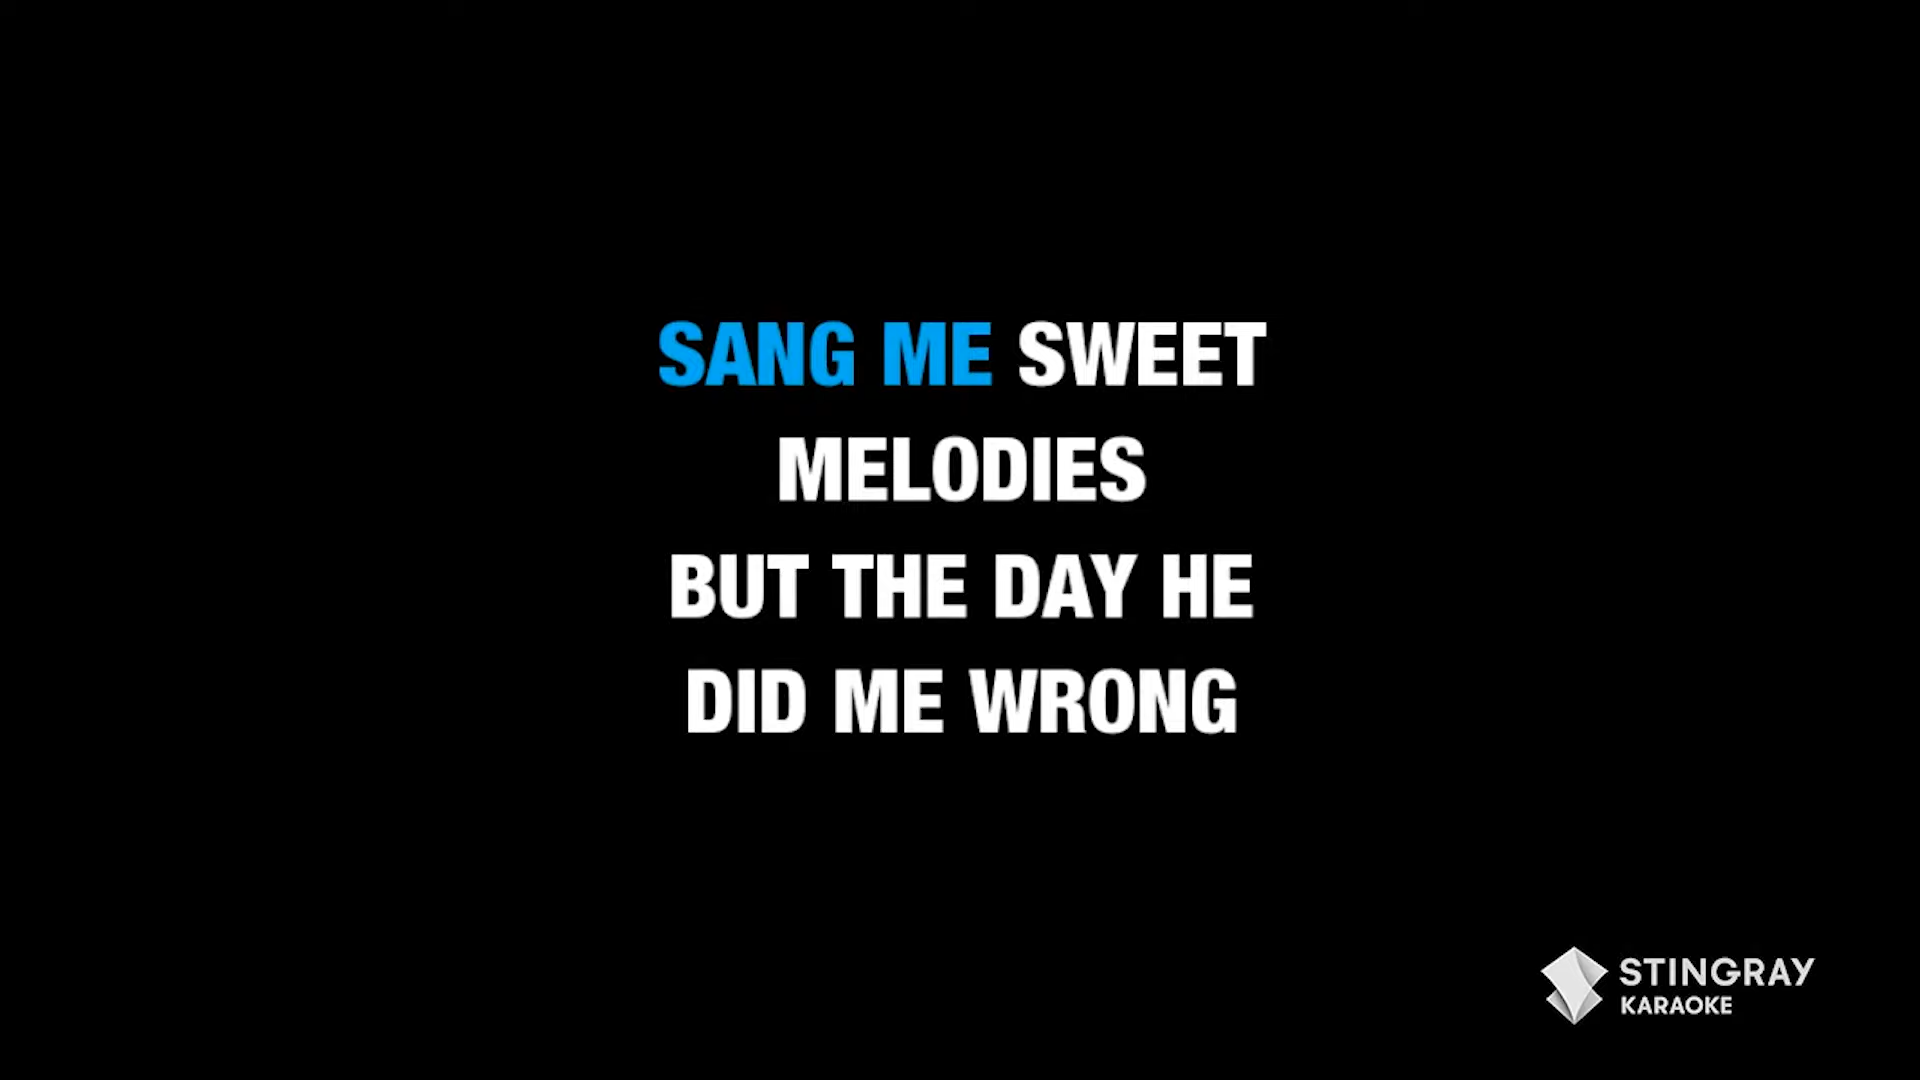 SANG ME SWEET
MELODIES
BUT THE DAY HE
DID ME WRONG
STINGRAY
KARAOKE